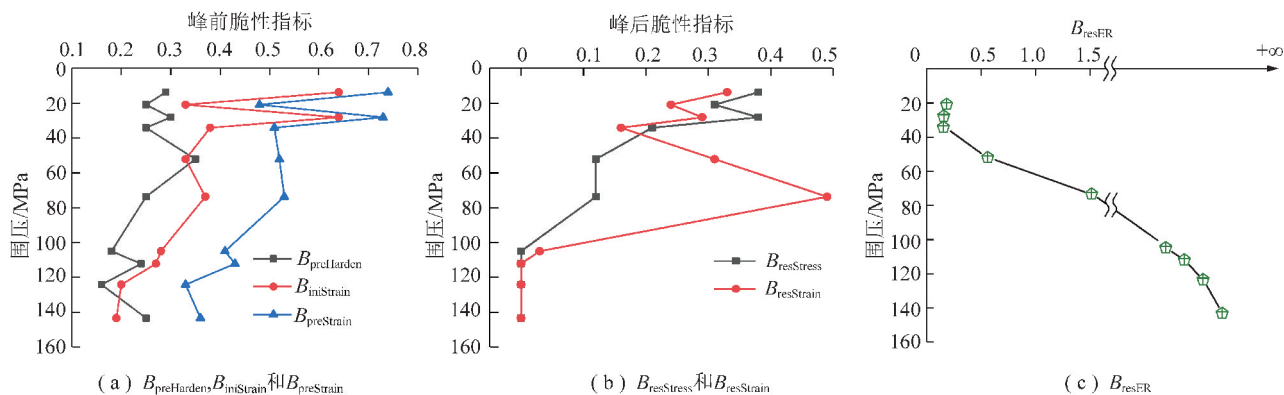 峰前脆性指标
0.1 0.2 0.3 0.4 0.5 0.6 0.7 0.8
0
20
40
60
80
100
120
140
160
围压/MPa
BpreHarden
BiniStrain
BpreStrain
( a ) BpreHarden,BiniStrain和BpreStrain
峰后脆性指标
0 0.1 0.2 0.3 0.4 0.5
0
20
40
60
80
100
120
140
160
围压/MPa
BresStress
BresStrain
( b ) BresStress和BresStrain
BresER
0.0 0.5 1.5 +∞
0
20
40
60
80
100
120
140
160
围压/MPa
( c ) BresER